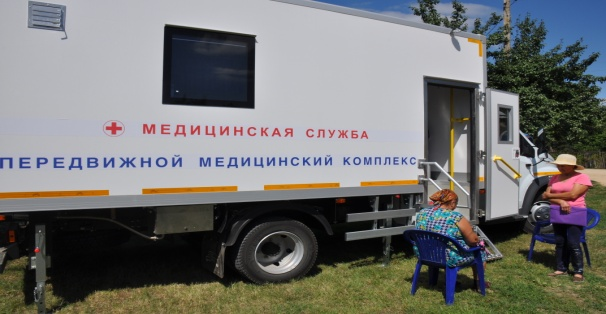 МЕДИЦИНСКАЯ СЛУЖБА
ПЕРЕДВИЖНОЙ МЕДИЦИНСКИЙ КОМПЛЕКС